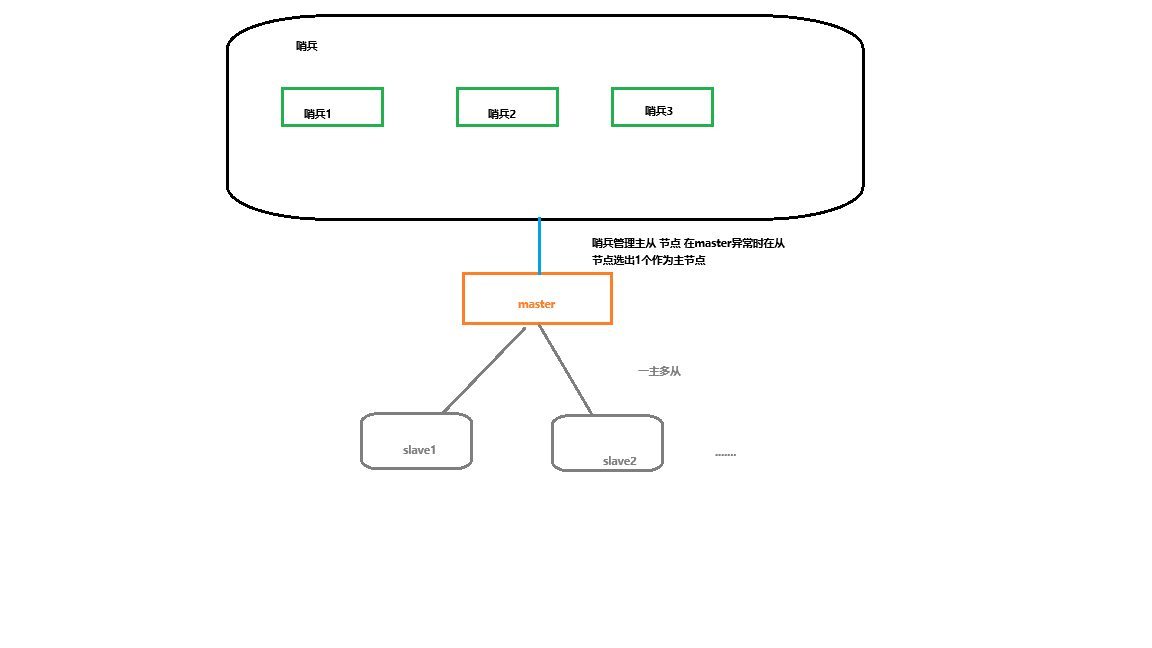 哨兵
哨兵1
哨兵2
哨兵3
哨兵管理主从 节点 在master异常时在从
节点选出1个作为主节点
master
一主多从
slave1
slave2
.......